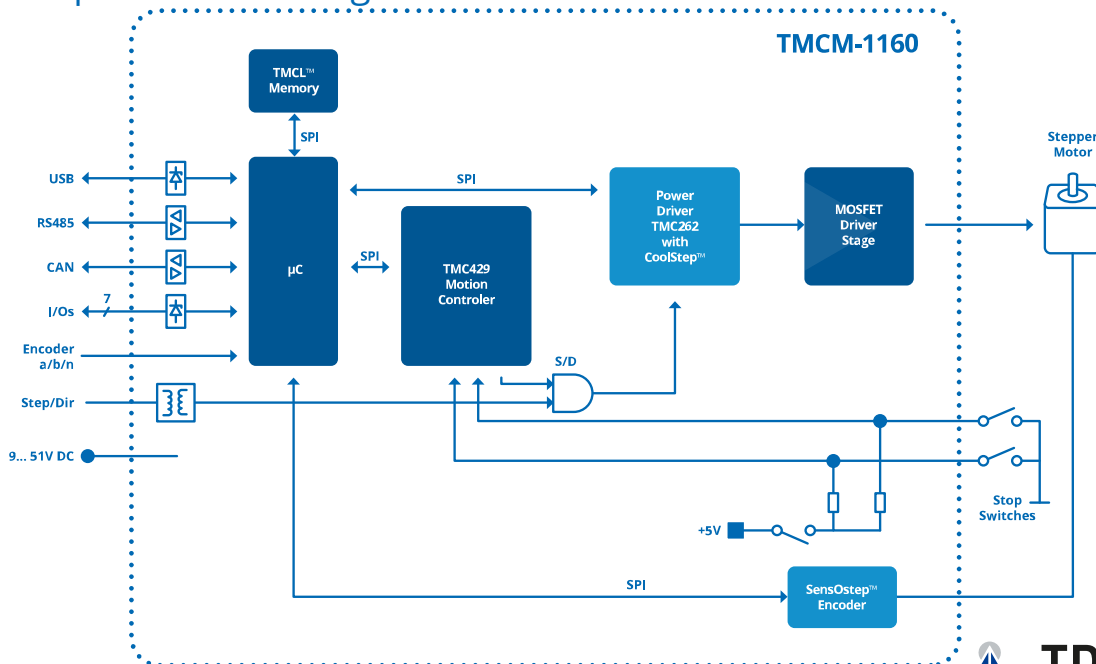 TMCM-1160
TMCL™
Memory
SPI
Stepper
Motor
USB
SPI
Power
Driver
TMC262
with
CoolStep™
MOSFET
Driver
Stage
RS485
SPI
CAN
µC
TMC429
Motion
Controler
7
I/Os
Encoder
a/b/n
S/D
Step/Dir
9... 51V DC
Stop
Switches
+5V
SPI
SensOstep™
Encoder